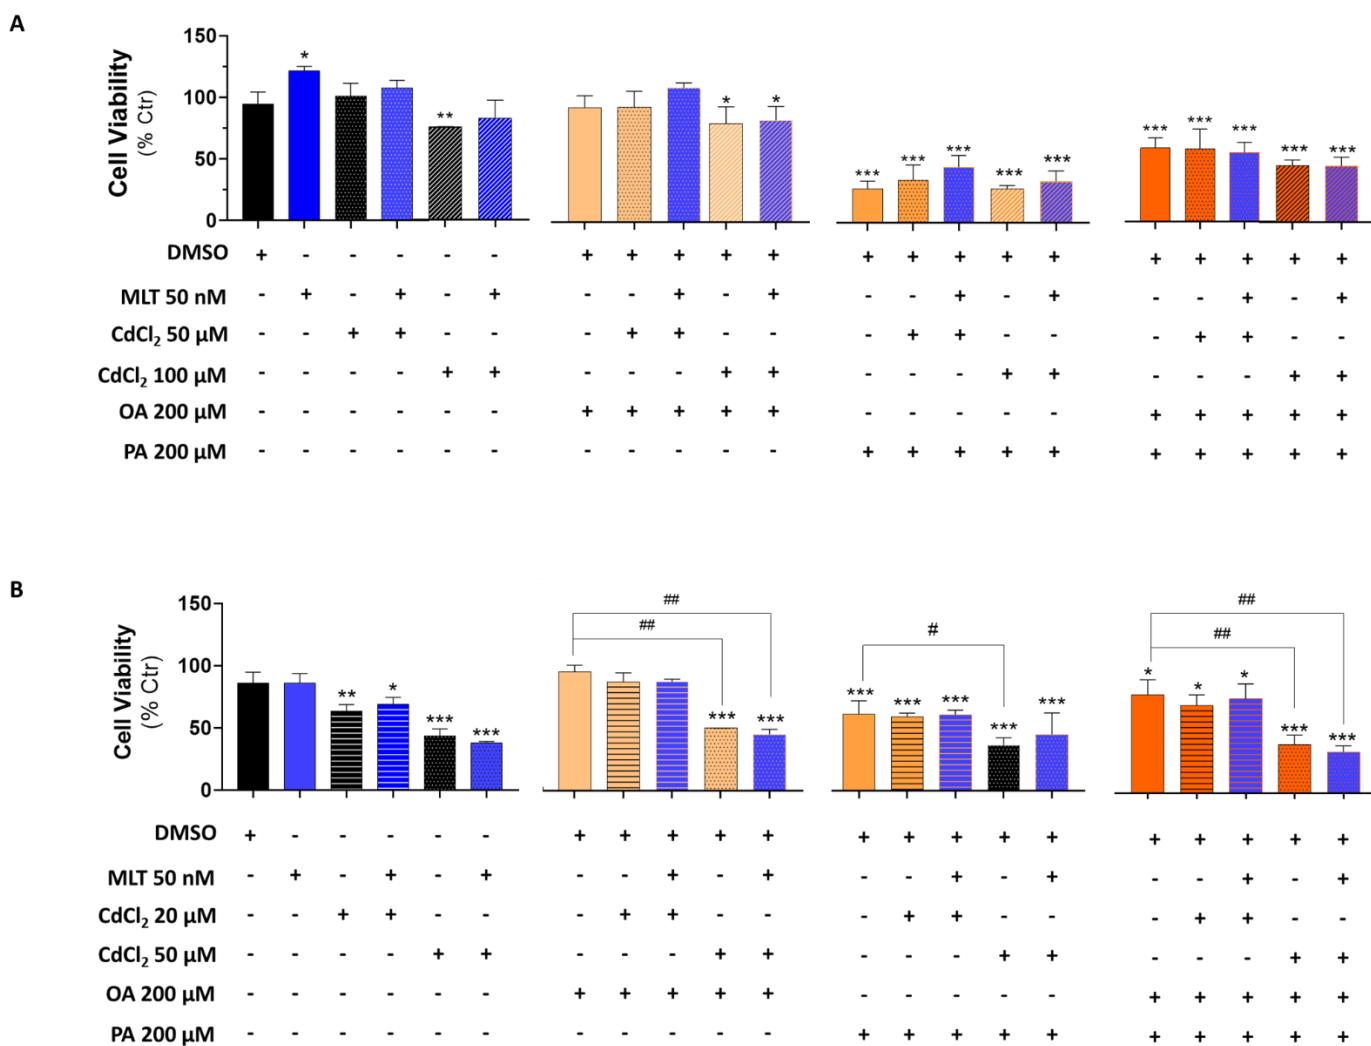 A
Cell Viability
(% Ctr)
150
100
50
0
* ** * * *** *** *** *** *** *** *** *** *** ***
DMSO + - - - - - + + + + + + + + + + + + + + +
MLT 50 nM - + - + - + - - + - + - - + - + - - + - +
CdCl₂ 50 µM - - + + - - - + + - - - + + - - - + + - -
CdCl₂ 100 µM - - - - + + - - - + + - - - + + - - - + +
OA 200 µM - - - - - - + + + + + - - - - - + + + + +
PA 200 µM - - - - - - - - - - - + + + + + + + + + +
B
Cell Viability
(% Ctr)
150
100
50
0
## ## # ## ##
** * *** *** *** *** *** *** *** *** *** * * * *** ***
DMSO + - - - - - + + + + + + + + + + + + + + +
MLT 50 nM - + - + - + - - + - + - - + - + - - + - +
CdCl₂ 20 µM - - + + - - - + + - - - + + - - - + + - -
CdCl₂ 50 µM - - - - + + - - - + + - - - + + - - - + +
OA 200 µM - - - - - - + + + + + - - - - - + + + + +
PA 200 µM - - - - - - - - - - - + + + + + + + + + +